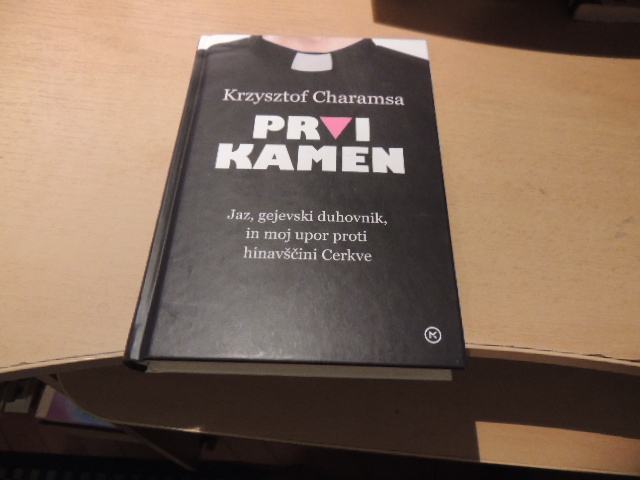 Krzysztof Charamsa
PRVI
KAMEN
Jaz, gejevski duhovnik,
in moj upor proti
hinavščini Cerkve